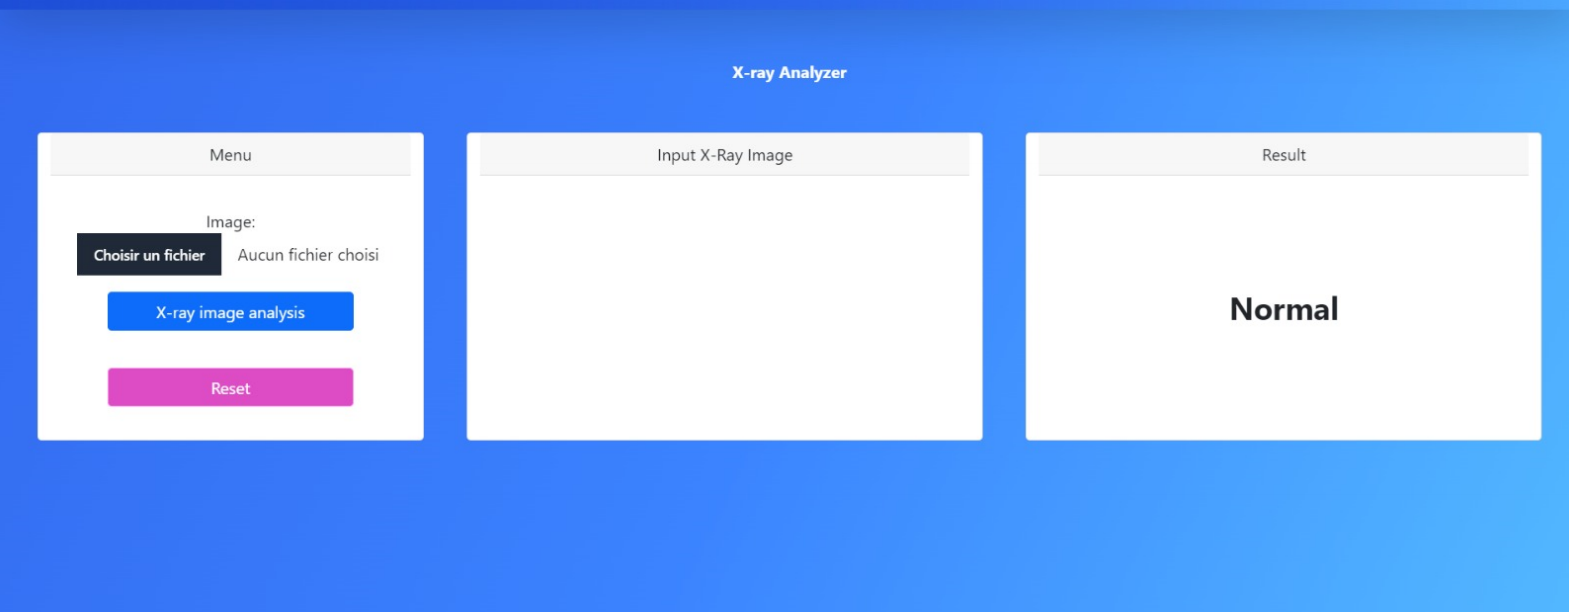 X-ray Analyzer
Menu
Image:
Choisir un fichier Aucun fichier choisi
X-ray image analysis
Reset
Input X-Ray Image
Result
Normal